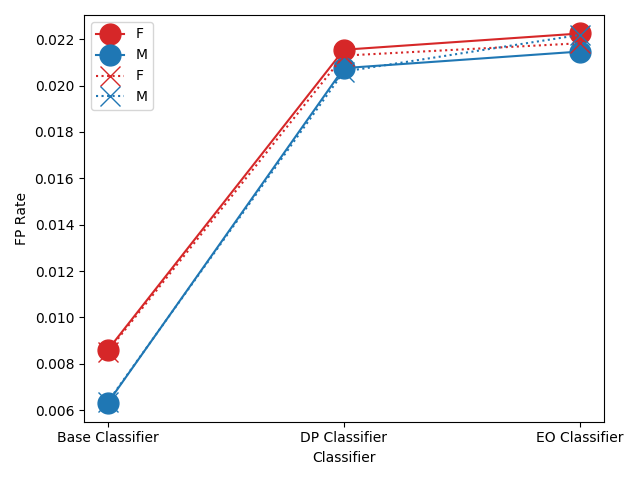 F
M
F
M
0.022
0.020
0.018
0.016
0.014
0.012
0.010
0.008
0.006
FP Rate
Base Classifier
DP Classifier
EO Classifier
Classifier